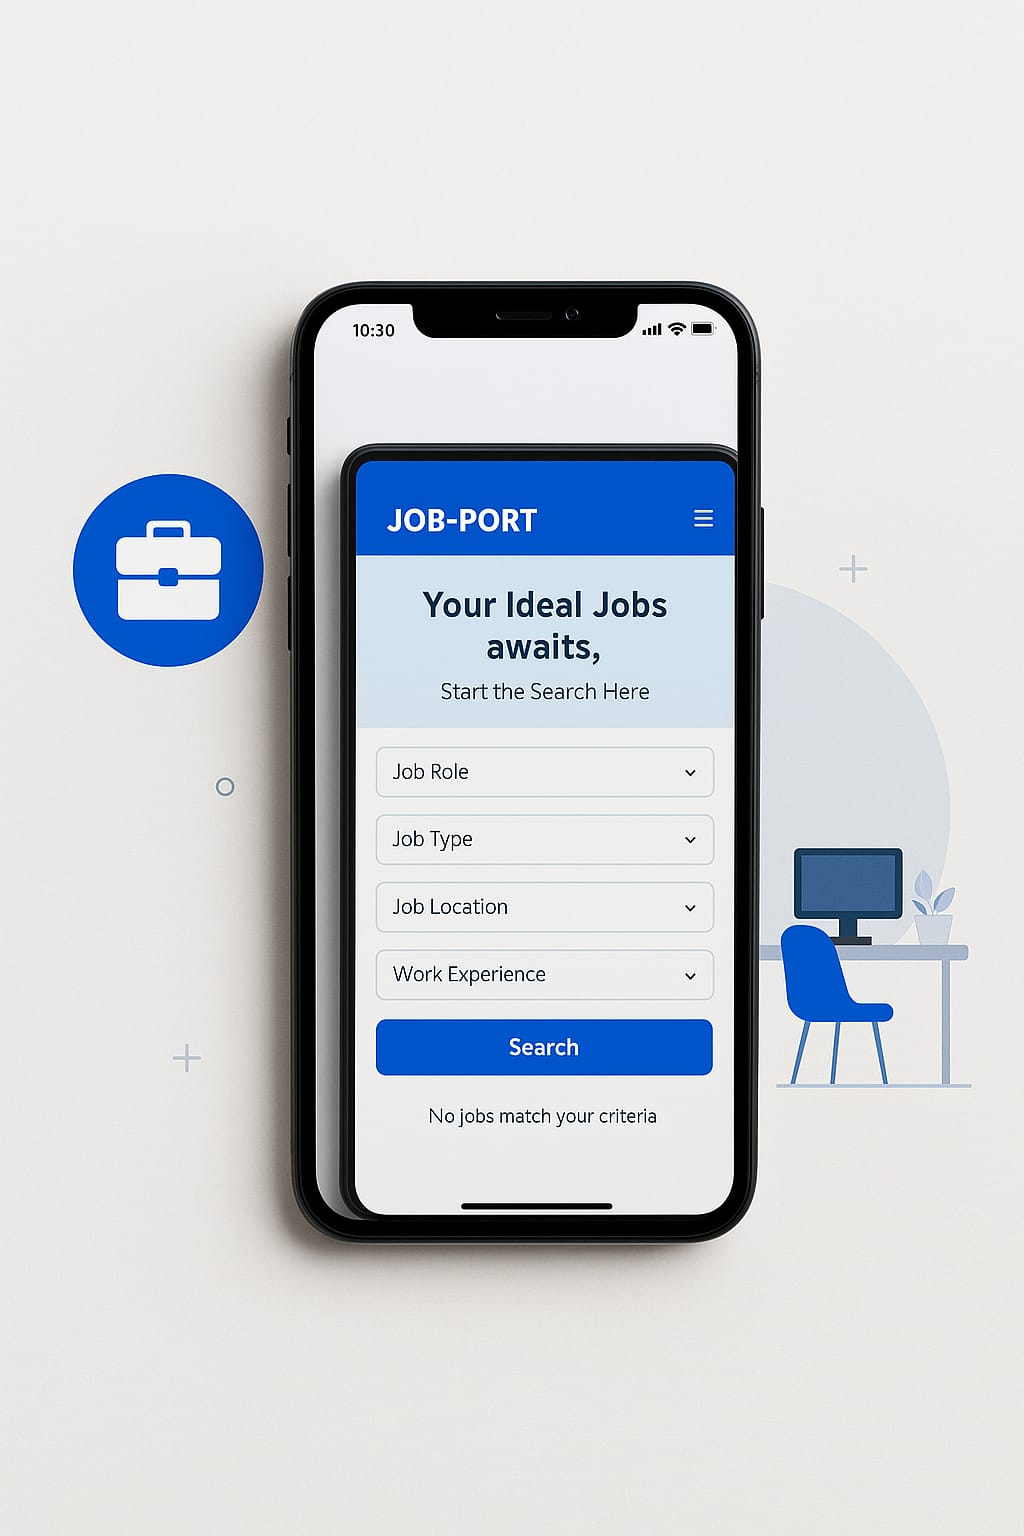 10:30
JOB-PORT
Your Ideal Jobs
awaits,
Start the Search Here
Job Role
Job Type
Job Location
Work Experience
Search
No jobs match your criteria